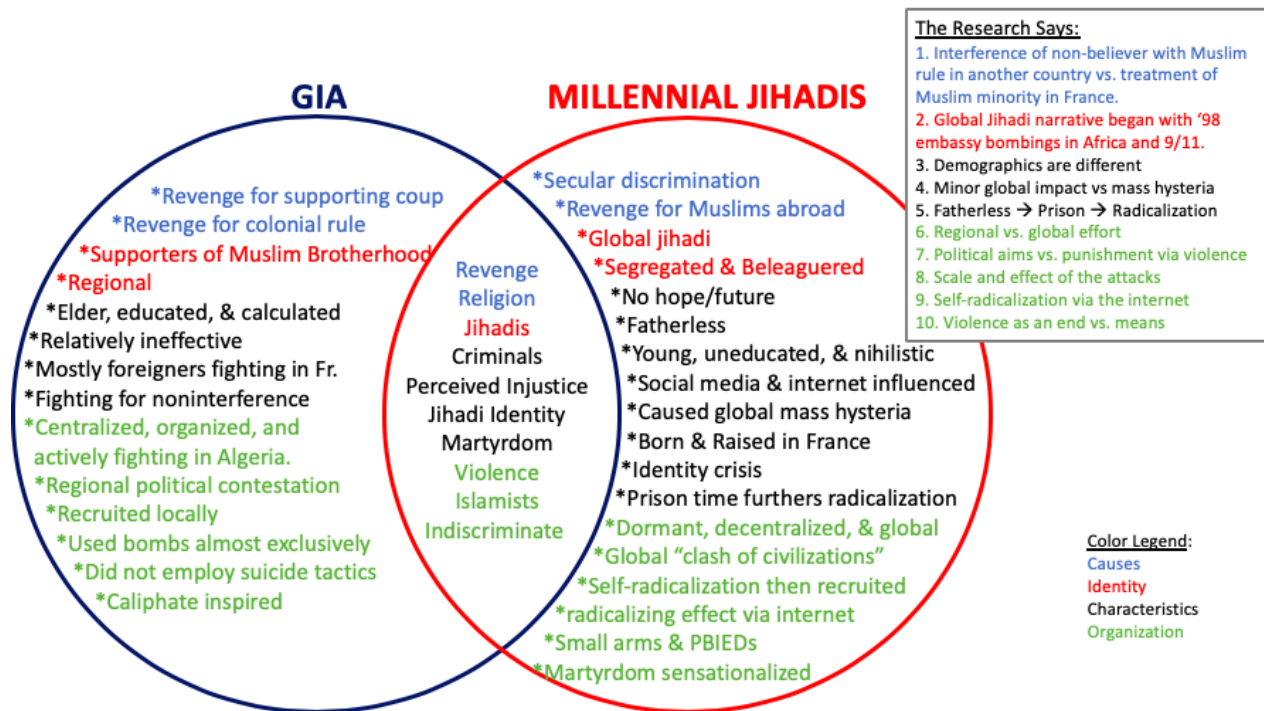 GIA
*Revenge for supporting coup
*Revenge for colonial rule
*Supporters of Muslim Brotherhood
*Regional
*Elder, educated, & calculated
*Relatively ineffective
*Mostly foreigners fighting in Fr.
*Fighting for noninterference
*Centralized, organized, and
actively fighting in Algeria.
*Regional political contestation
*Recruited locally
*Used bombs almost exclusively
*Did not employ suicide tactics
*Caliphate inspired
Revenge
Religion
Jihadis
Criminals
Perceived Injustice
Jihadi Identity
Martyrdom
Violence
Islamists
Indiscriminate
MILLENNIAL JIHADIS
*Secular discrimination
*Revenge for Muslims abroad
*Global jihadi
*Segregated & Beleaguered
*No hope/future
*Fatherless
*Young, uneducated, & nihilistic
*Social media & internet influenced
*Caused global mass hysteria
*Born & Raised in France
*Identity crisis
*Prison time furthers radicalization
*Dormant, decentralized, & global
*Global “clash of civilizations”
*Self-radicalization then recruited
*radicalizing effect via internet
*Small arms & PBIEDs
*Martyrdom sensationalized
The Research Says:
1. Interference of non-believer with Muslim
rule in another country vs. treatment of
Muslim minority in France.
2. Global Jihadi narrative began with ’98
embassy bombings in Africa and 9/11.
3. Demographics are different
4. Minor global impact vs mass hysteria
5. Fatherless → Prison → Radicalization
6. Regional vs. global effort
7. Political aims vs. punishment via violence
8. Scale and effect of the attacks
9. Self-radicalization via the internet
10. Violence as an end vs. means
Color Legend:
Causes
Identity
Characteristics
Organization